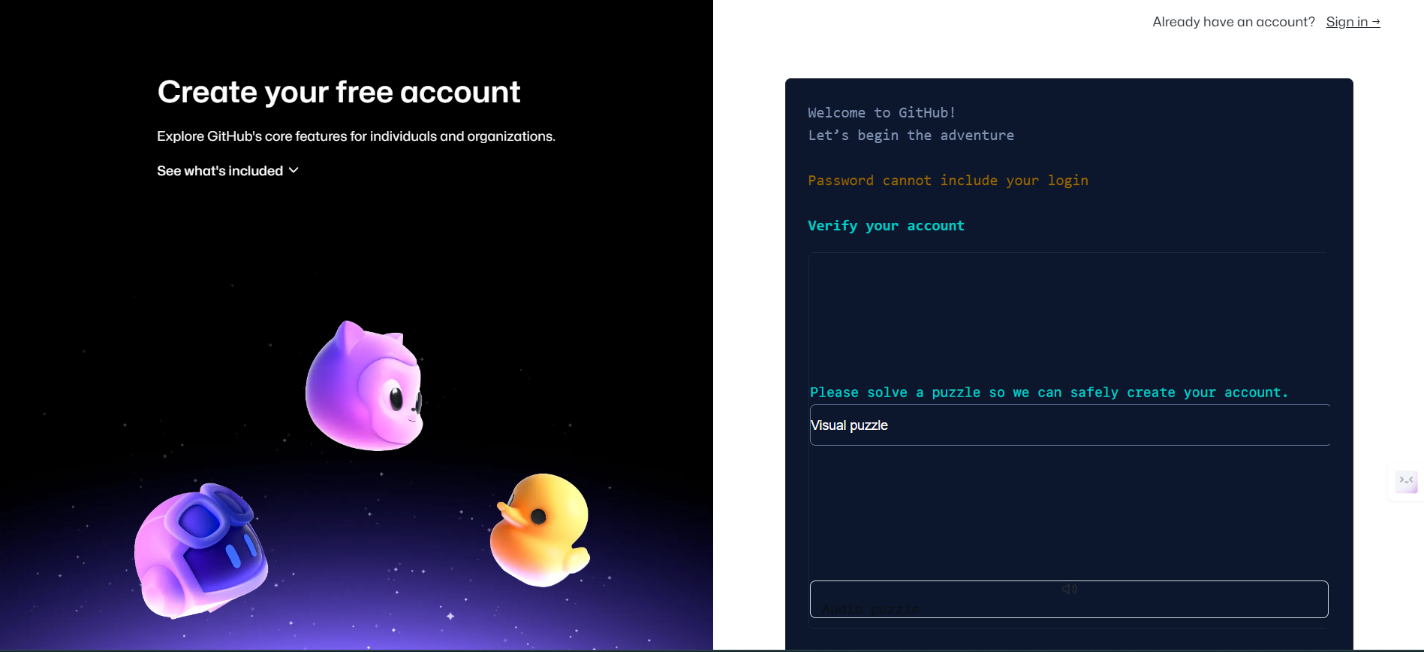 Already have an account? Sign in →
Create your free account
Explore GitHub's core features for individuals and organizations.
See what's included
Welcome to GitHub!
Let’s begin the adventure
Password cannot include your login
Verify your account
Please solve a puzzle so we can safely create your account.
Visual puzzle
Audio puzzle